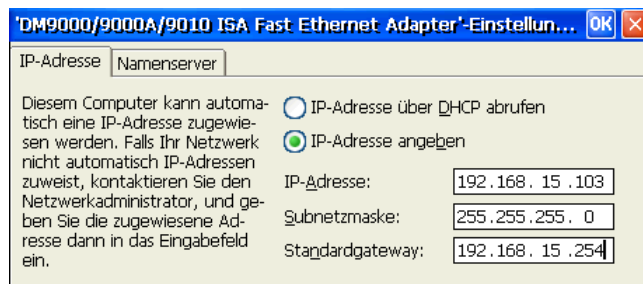 'DM9000/9000A/9010 ISA Fast Ethernet Adapter'-Einstellun... OK
IP-Adresse Namenserver
Diesem Computer kann automa-
tisch eine IP-Adresse zugewie-
sen werden. Falls Ihr Netzwerk
nicht automatisch IP-Adressen
zuweist, kontaktieren Sie den
Netzwerkadministrator, und ge-
ben Sie die zugewiesene Ad-
resse dann in das Eingabefeld
ein.
IP-Adresse über DHCP abrufen
IP-Adresse angeben
IP-Adresse: 192.168. 15 .103
Subnetzmaske: 255.255.255. 0
Standardgateway: 192.168. 15 .254